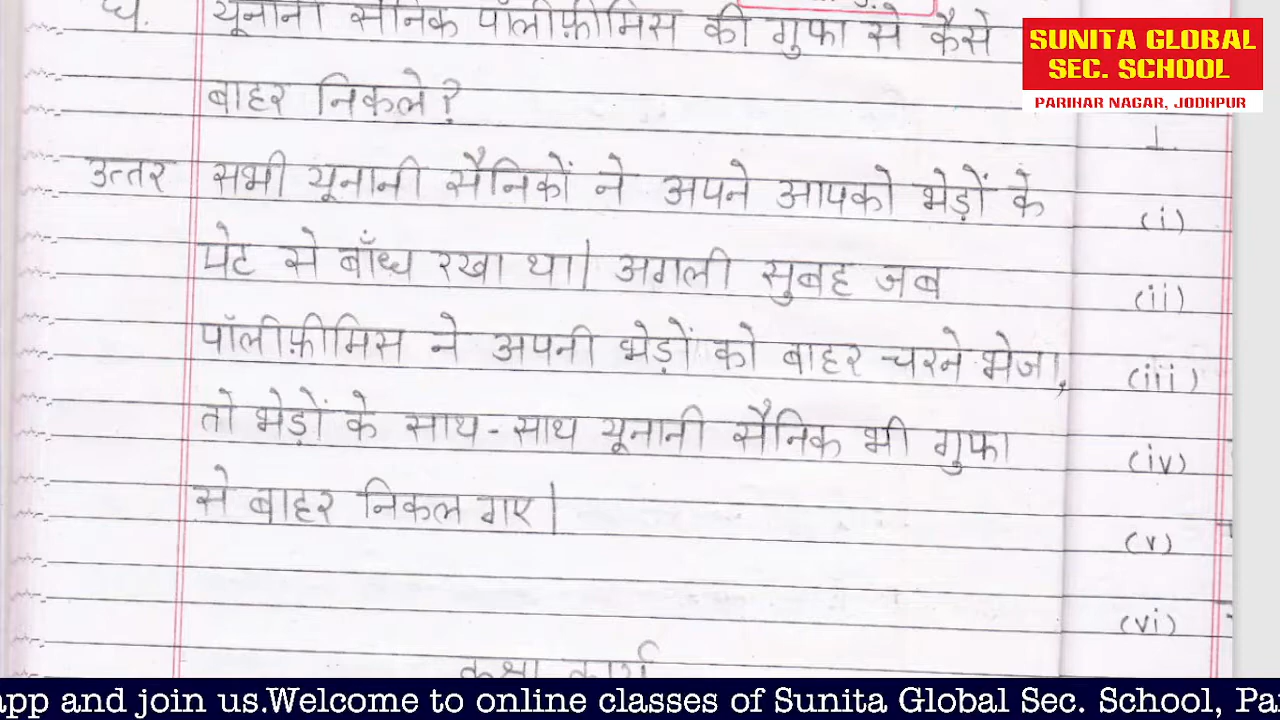 घ. यूनानी सैनिक पॉलीफ़ीमिस की गुफा से कैसे
बाहर निकले?
उत्तर सभी यूनानी सैनिकों ने अपने आपको भेड़ों के
पेट से बाँध रखा था। अगली सुबह जब
पॉलीफ़ीमिस ने अपनी भेड़ों को बाहर चरने भेजा,
तो भेड़ों के साथ-साथ यूनानी सैनिक भी गुफा
से बाहर निकल गए।
कक्षा कार्य
1.
(i)
(ii)
(iii)
(iv)
(v)
(vi)
SUNITA GLOBAL
SEC. SCHOOL
PARIHAR NAGAR, JODHPUR
app and join us.Welcome to online classes of Sunita Global Sec. School, Pa